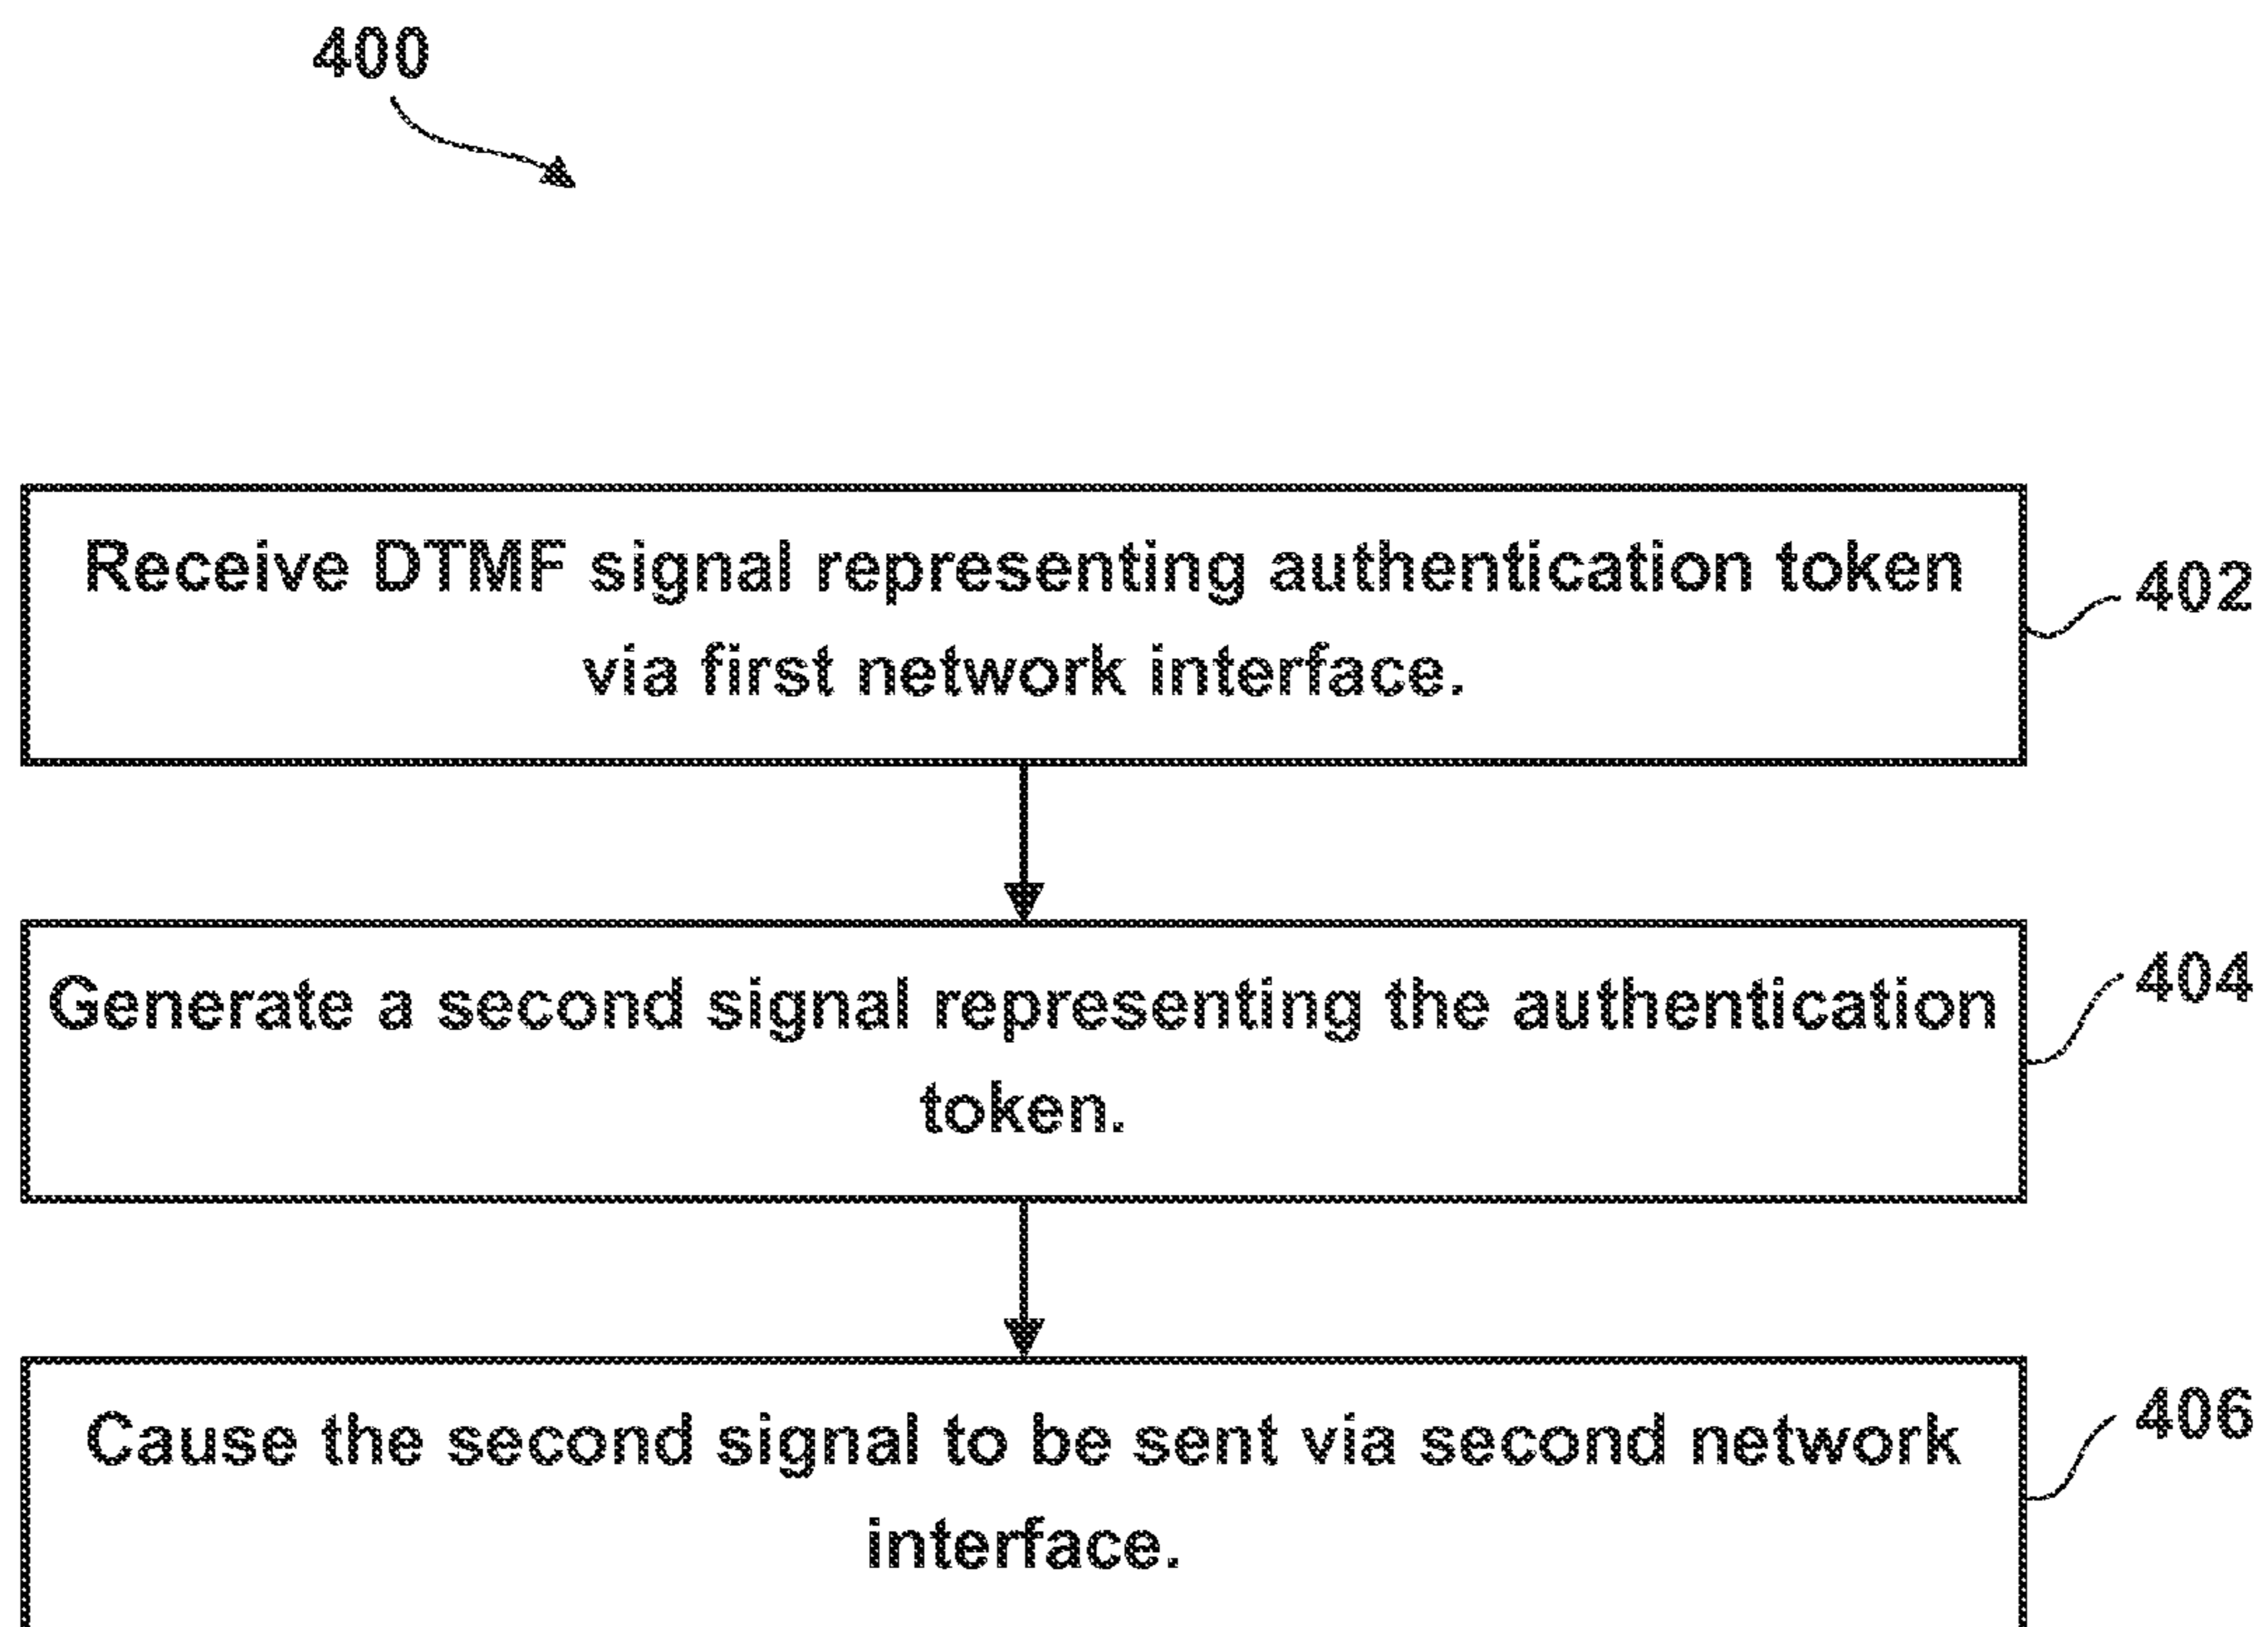 400
Receive DTMF signal representing authentication token
via first network interface.
402
Generate a second signal representing the authentication
token.
404
Cause the second signal to be sent via second network
interface.
406